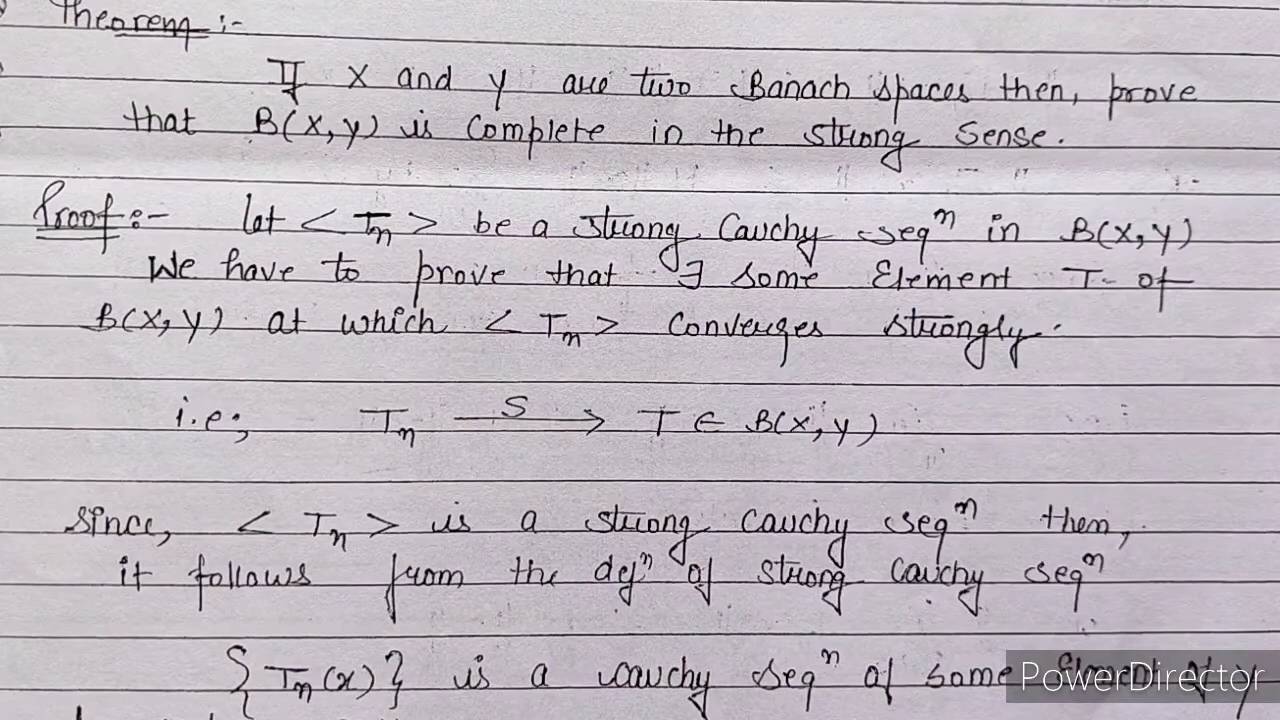 Theorem :-
If X and Y are two Banach spaces then, prove
that B(X,Y) is complete in the strong sense.
Proof :- Let < Tₙ > be a strong Cauchy seqⁿ in B(X,Y)
We have to prove that ∃ some Element T of
B(X,Y) at which < Tₙ > converges strongly.
i.e; Tₙ —S→ T ∈ B(X,Y)
Since, < Tₙ > is a strong Cauchy seqⁿ then,
it follows from the defⁿ of strong Cauchy seqⁿ
{Tₙ(x)} is a cauchy seqⁿ of some Element of Y
PowerDirector